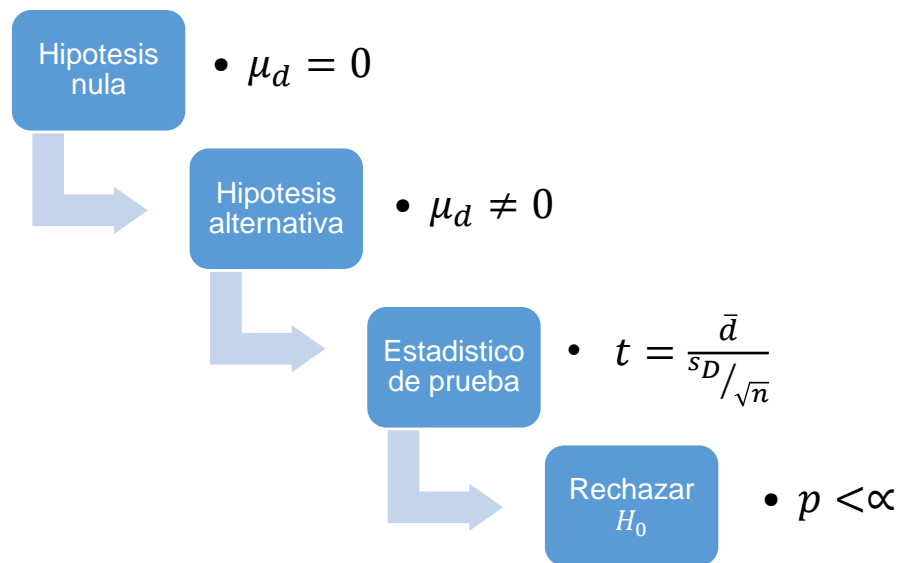 Hipotesis
nula
• μ_d = 0
Hipotesis
alternativa
• μ_d ≠ 0
Estadistico
de prueba
• t = d̄ / (s_D/√n)
Rechazar
H₀
• p <∝